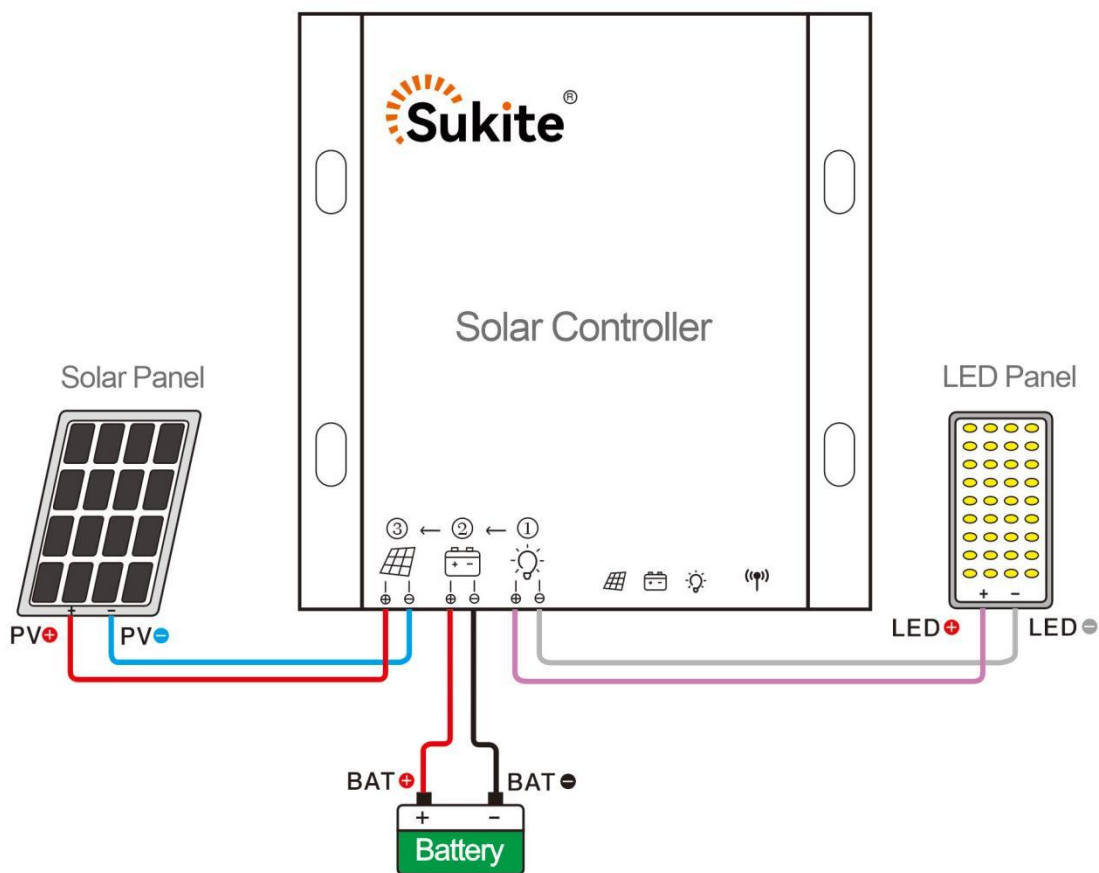 Sukite®
Solar Controller
Solar Panel
LED Panel
③ ← ② ← ①
+ -
+ -
⊕ ⊖ ⊕ ⊖ ⊕ ⊖
+ −
+ −
PV⊕ PV⊖
LED⊕ LED⊖
BAT⊕ BAT⊖
+ −
Battery